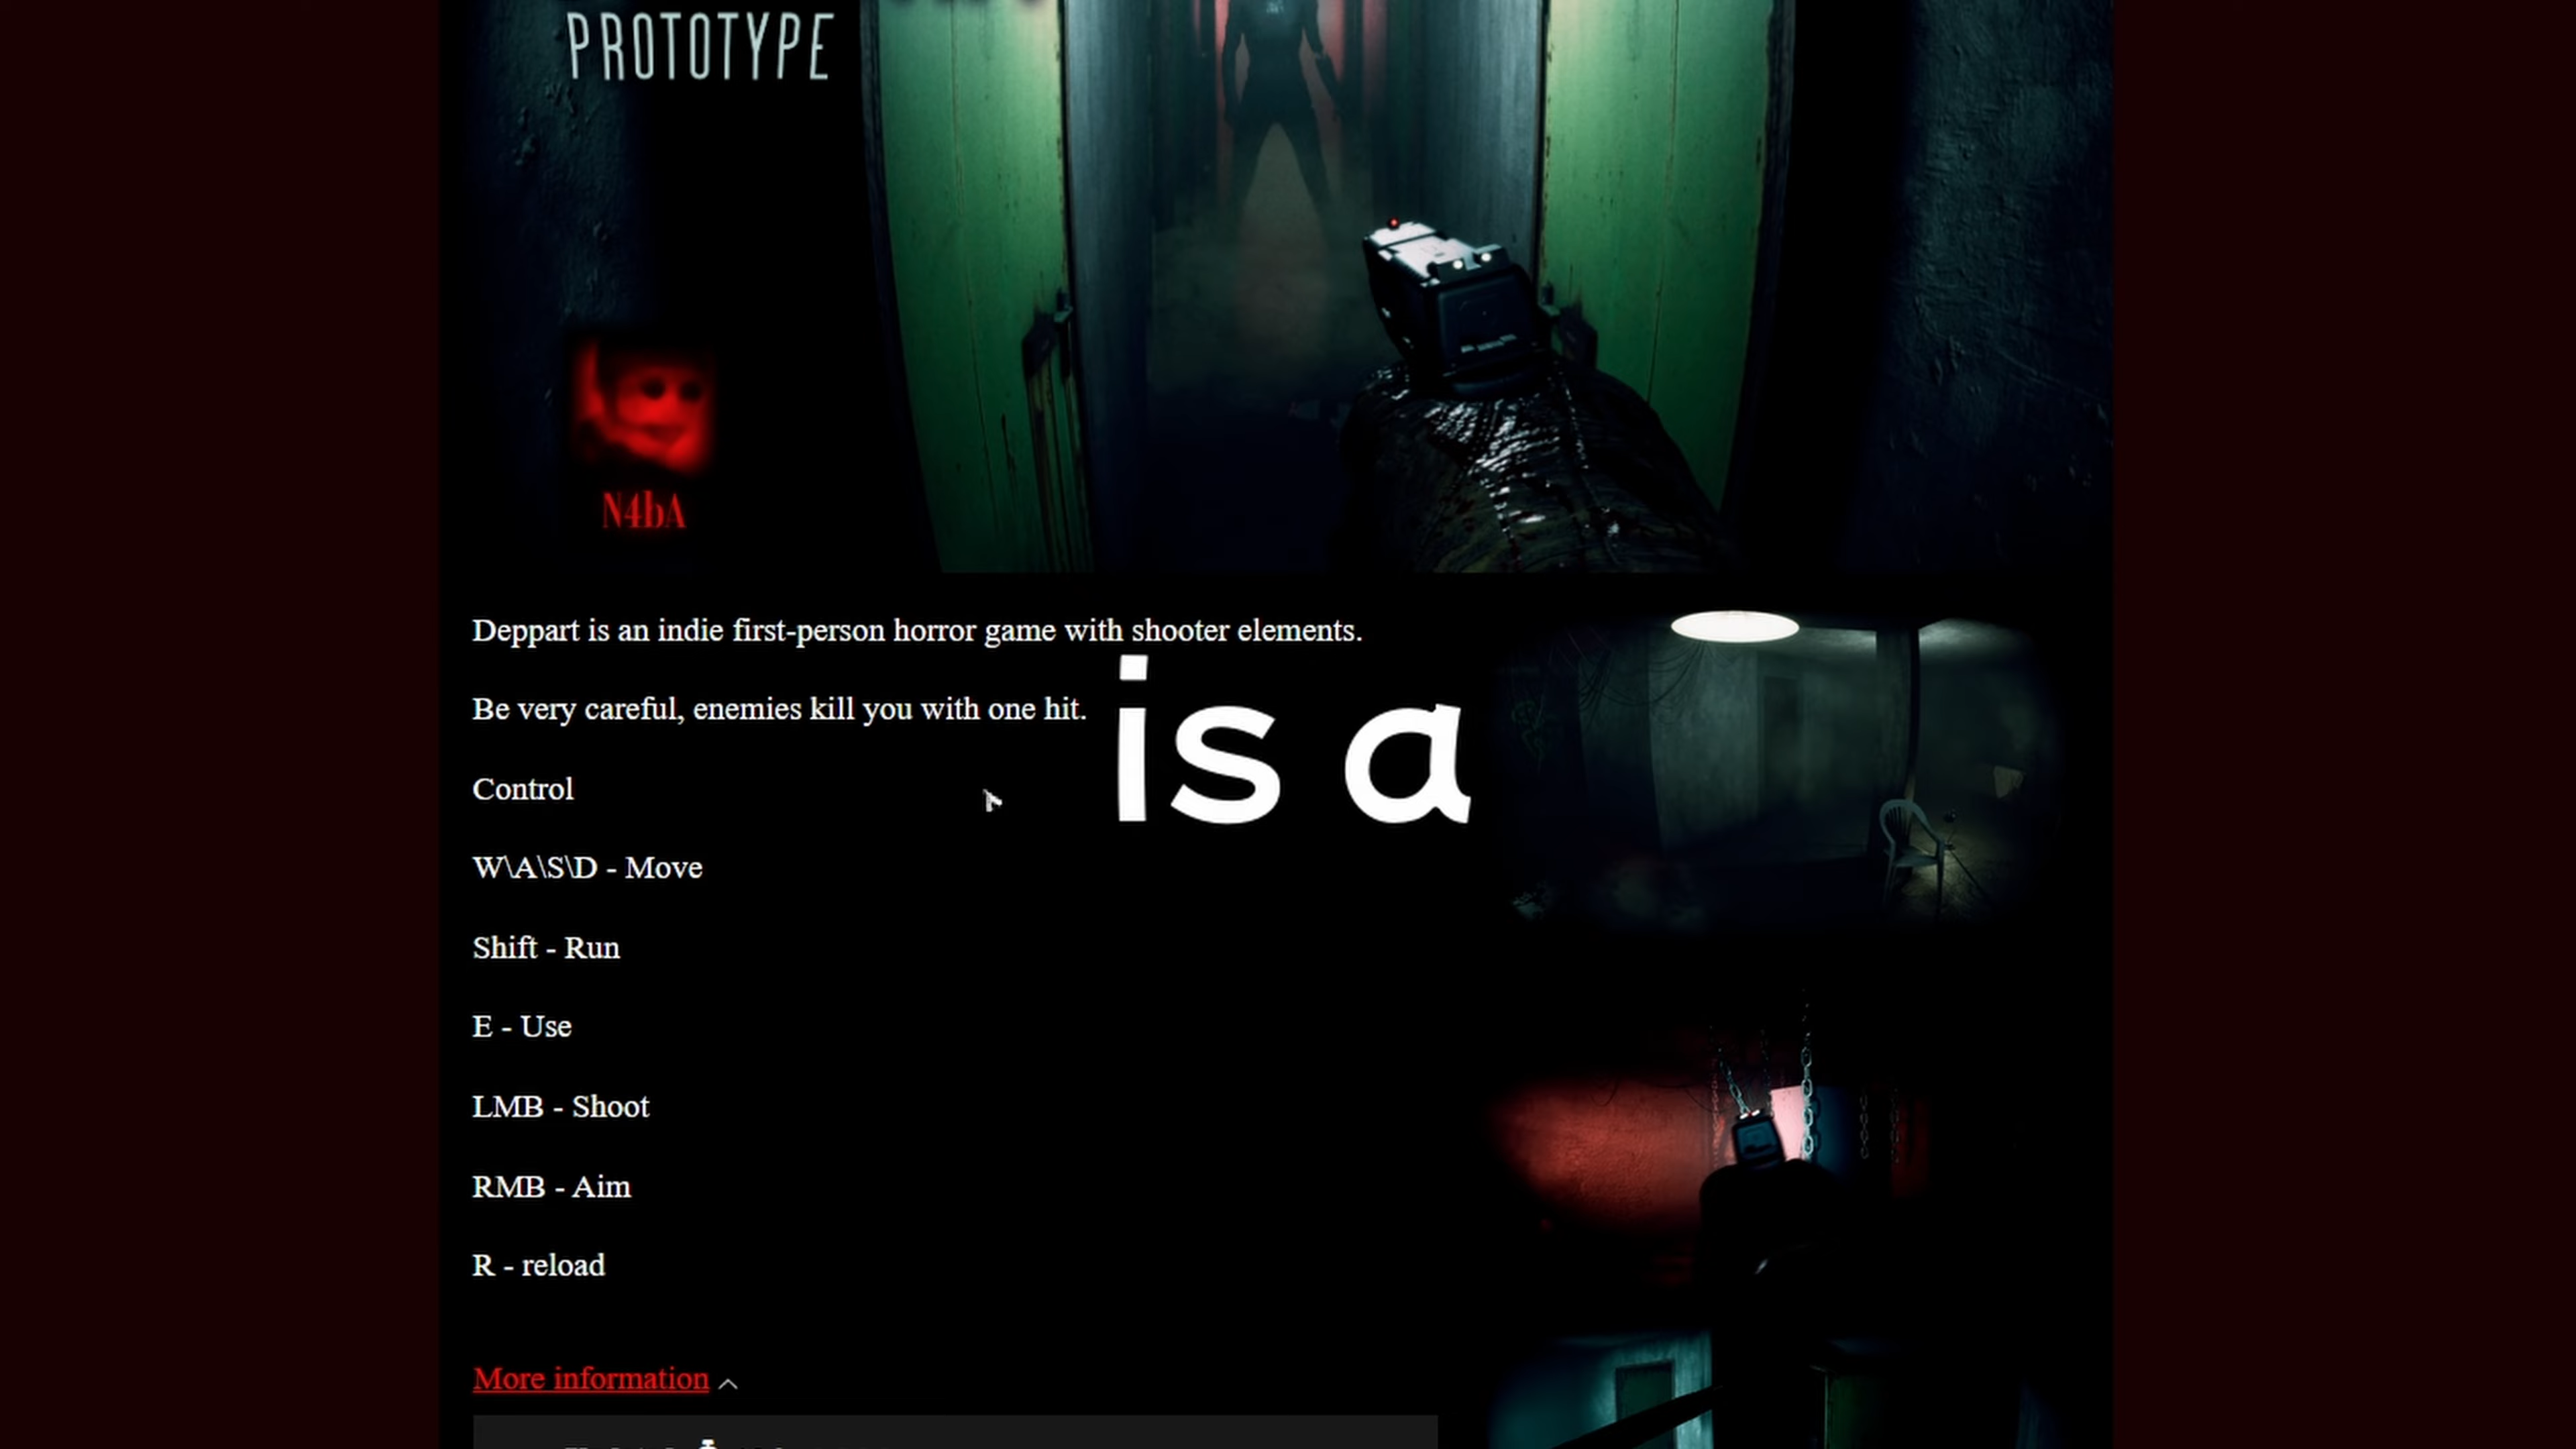 PROTOTYPE
N4bA
Deppart is an indie first-person horror game with shooter elements.
Be very careful, enemies kill you with one hit.
is a
Control
W\A\S\D - Move
Shift - Run
E - Use
LMB - Shoot
RMB - Aim
R - reload
More information